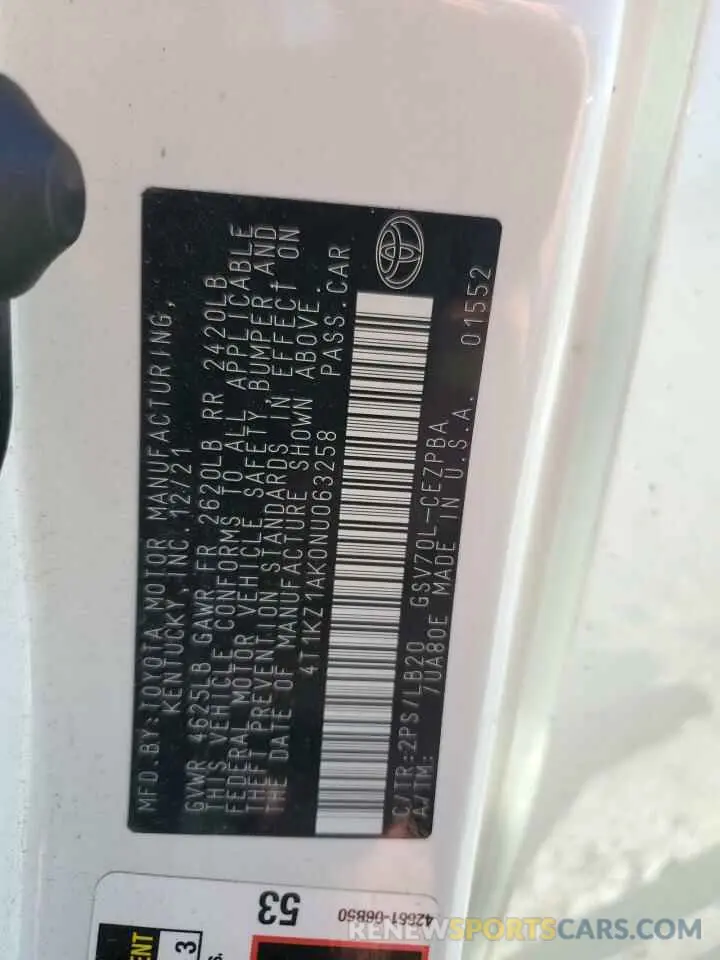 MFD. BY: TOYOTA MOTOR MANUFACTURING,
KENTUCKY, INC. 12/21
GVWR 4625LB GAWR FR 2620LB RR 2420LB
THIS VEHICLE CONFORMS TO ALL APPLICABLE
FEDERAL MOTOR VEHICLE SAFETY, BUMPER, AND
THEFT PREVENTION STANDARDS IN EFFECT ON
THE DATE OF MANUFACTURE SHOWN ABOVE.
4T1KZ1AK0NU063258 PASS. CAR
C/TR: 2PS/LB20 GSV70L-CEZPBA
A/TM: 7UA80E MADE IN U.S.A. 01552
53
42661-06B50
3
RENEWSPORTSCARS.COM